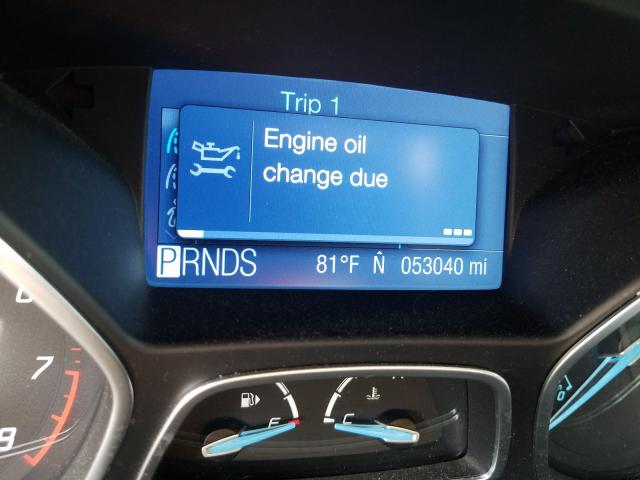 Trip 1
Engine oil
change due
PRNDS 81°F N 053040 mi
7
E C